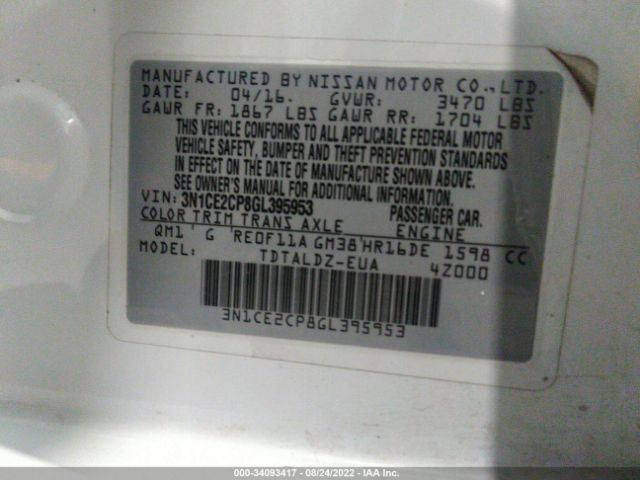 MANUFACTURED BY NISSAN MOTOR CO.,LTD.
DATE: 04/16. GVWR: 3470 LBS
GAWR FR: 1867 LBS GAWR RR: 1704 LBS
THIS VEHICLE CONFORMS TO ALL APPLICABLE FEDERAL MOTOR
VEHICLE SAFETY, BUMPER AND THEFT PREVENTION STANDARDS
IN EFFECT ON THE DATE OF MANUFACTURE SHOWN ABOVE.
SEE OWNER'S MANUAL FOR ADDITIONAL INFORMATION.
VIN: 3N1CE2CP8GL395953 PASSENGER CAR.
COLOR TRIM TRANS AXLE ENGINE
QM1 G RE0F11A GM38 HR16DE 1598 CC
MODEL: TDTALDZ-EUA 4Z000
3N1CE2CP8GL395953
000-34093417 - 08/24/2022 - IAA Inc.